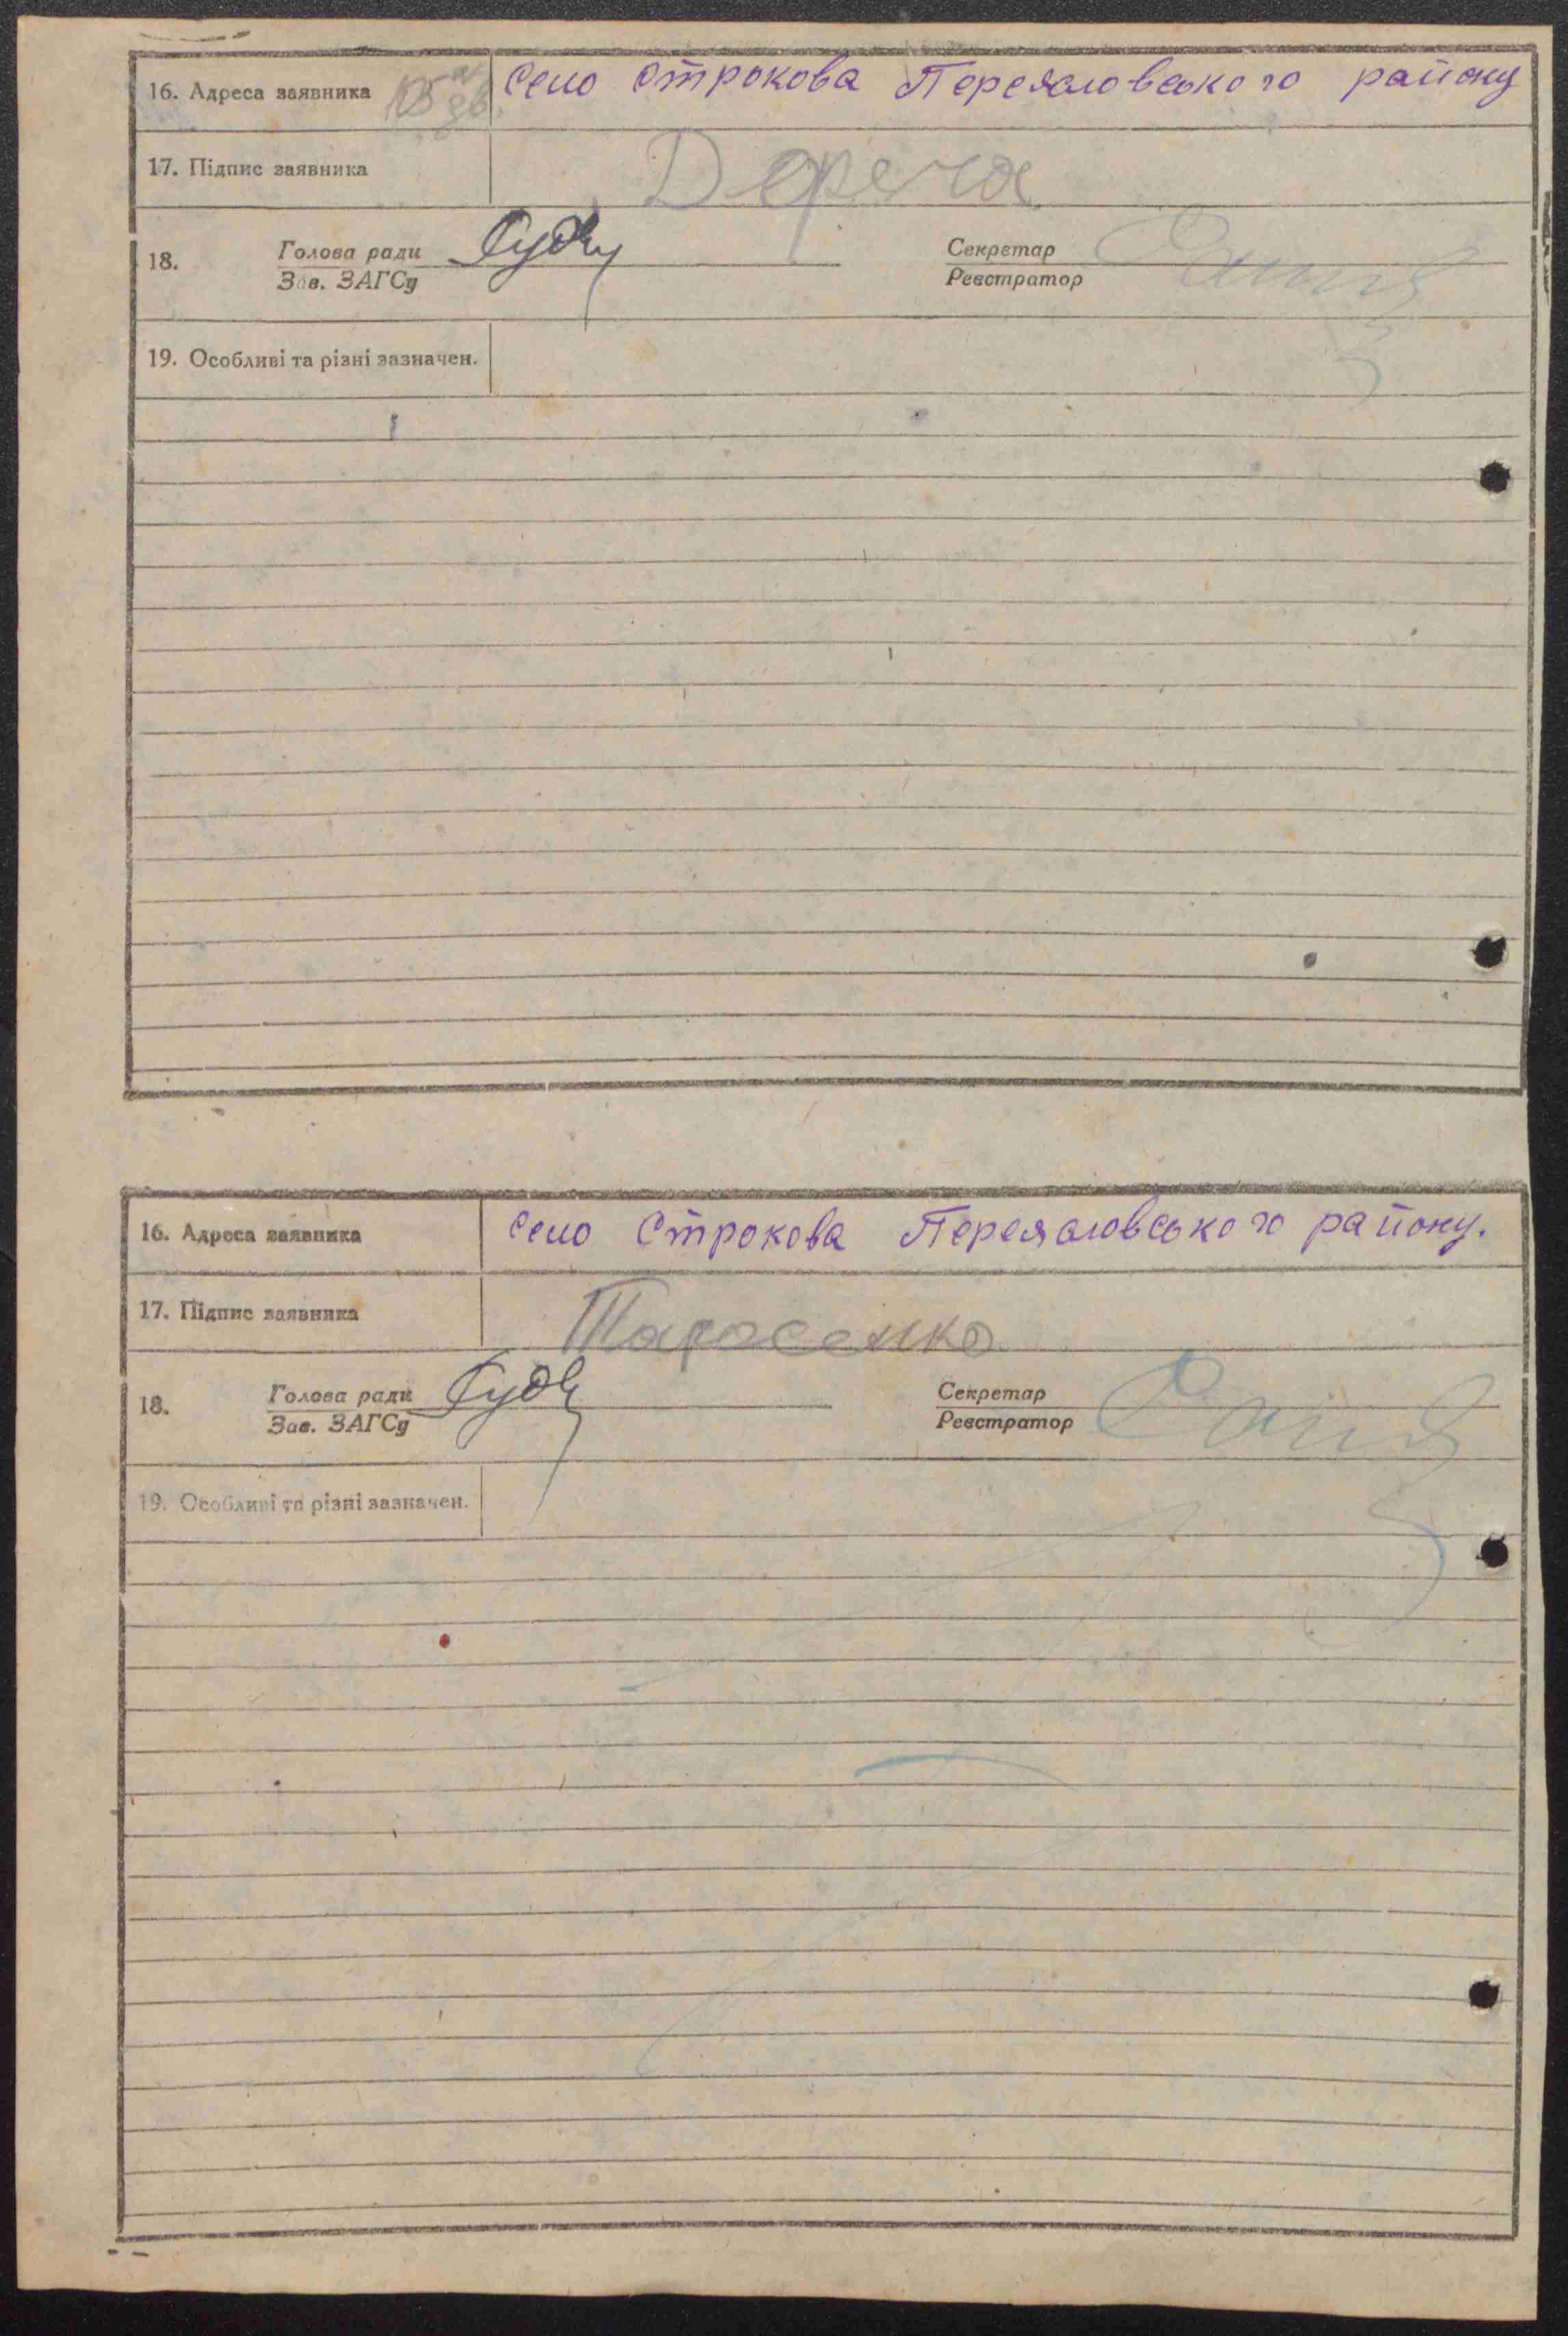 16. Адреса заявника село Строкова Переяславського району
17. Підпис заявника
18. Голова ради Секретар
Зав. ЗАГСу Реєстратор
19. Особливі та різні зазначен.
16. Адреса заявника село Строкова Переяславського району.
17. Підпис заявника Тарасенко
18. Голова ради Секретар
Зав. ЗАГСу Реєстратор
19. Особливі та різні зазначен.